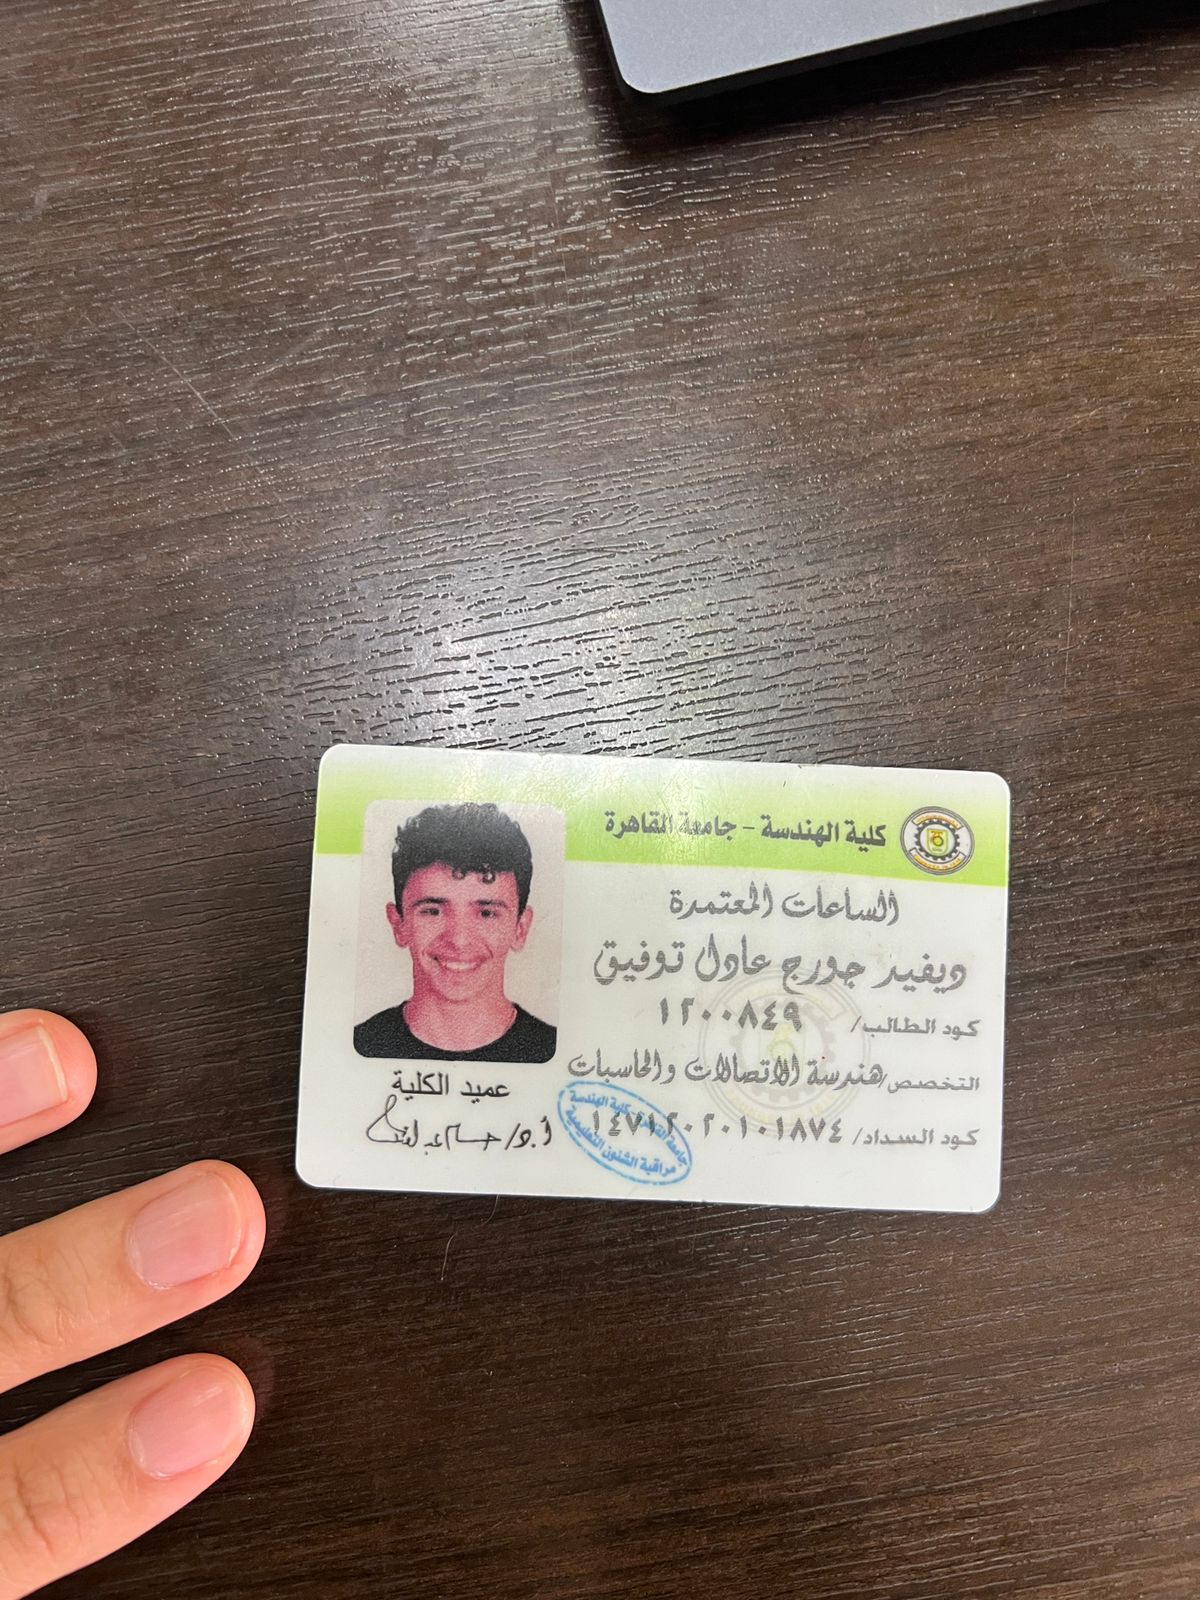 كلية الهندسة - جامعة القاهرة
الساعات المعتمدة
ديفيد جورج عادل توفيق
كود الطالب/ ١٢٠٠٨٤٩
التخصص/هندسة الاتصالات والحاسبات
كود السداد/ ١٤٧١٢٠٢٠١٠١٨٧٤
عميد الكلية
أ.د/ حسام عبد الفتاح
جامعة القاهرة - كلية الهندسة
مراقبة الشئون التعليمية